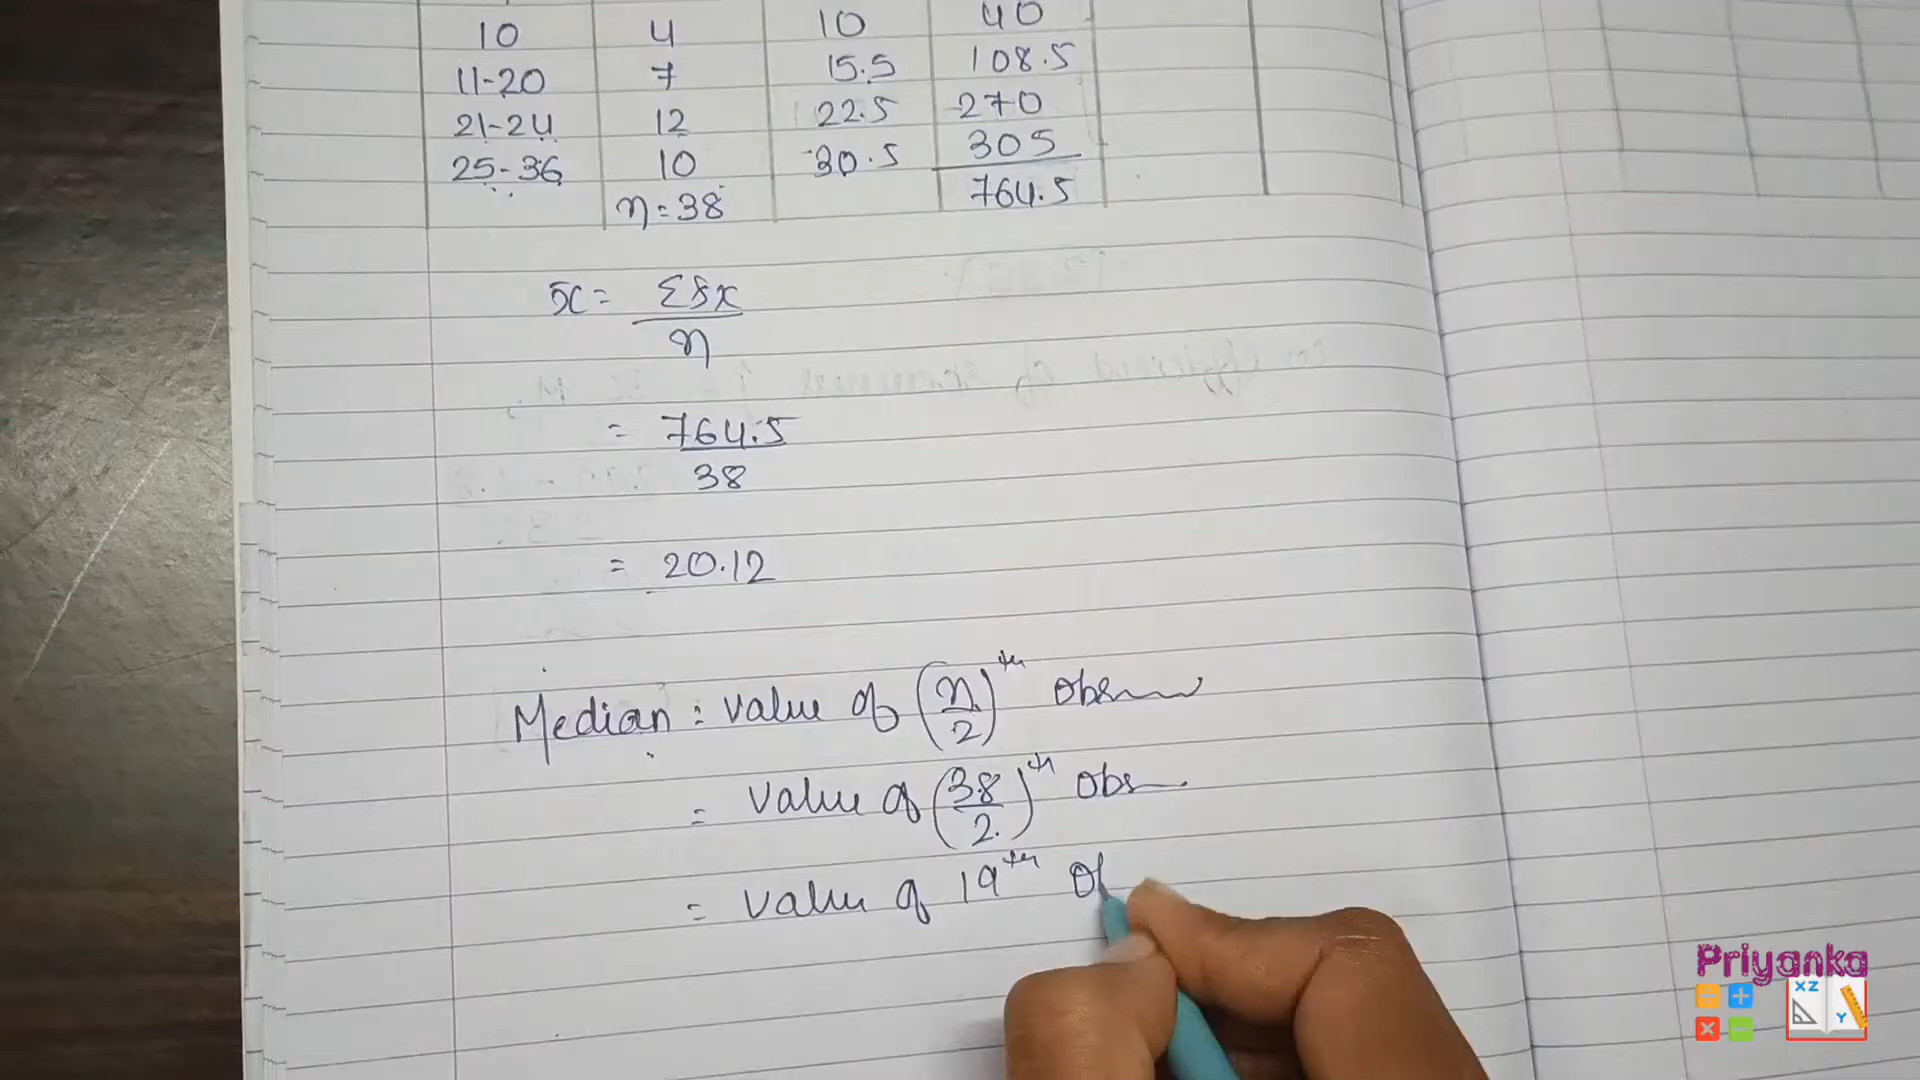 10 4 10 40
11-20 7 15.5 108.5
21-24 12 22.5 270
25-36 10 30.5 305
n=38 764.5
x̄ = Σfx
n
= 764.5
38
= 20.12
Median = value of (n/2)th Obs
= value of (38/2)th Obs
= value of 19th Ob
Priyanka
XZ
Y